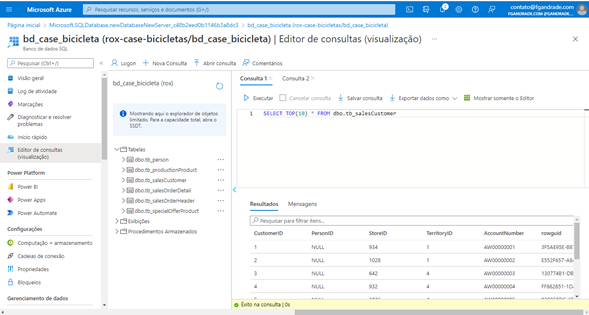 Microsoft Azure
Pesquisar recursos, serviços e documentos (G+/)
contato@fgandrade.com
FGANDRADE.COM (FGANDRADE.COM...
Página inicial > Microsoft.SQLDatabase.newDatabaseNewServer_c48b2eed0b1146b5a8dc3 > bd_case_bicicleta (rox-case-bicicletas/bd_case_bicicleta)
bd_case_bicicleta (rox-case-bicicletas/bd_case_bicicleta) | Editor de consultas (visualização) ...
Bancos de dados SQL
Pesquisar (Ctrl+/)
Logon
Nova Consulta
Abrir consulta
Comentários
Visão geral
Log de atividade
Marcações
Diagnosticar e resolver
problemas
Início rápido
Editor de consultas
(visualização)
Power Platform
Power BI
Power Apps
Power Automate
Configurações
Computação + armazenamento
Cadeias de conexão
Propriedades
Bloqueios
Gerenciamento de dados
bd_case_bicicleta (rox)
Mostrando aqui o explorador de objetos
limitado. Para a capacidade total, abra o
SSDT.
Tabelas
dbo.tb_person
dbo.tb_productionProduct
dbo.tb_salesCustomer
dbo.tb_salesOrderDetail
dbo.tb_salesOrderHeader
dbo.tb_specialOfferProduct
Exibições
Procedimentos Armazenados
Consulta 1
Consulta 2
Executar
Cancelar consulta
Salvar consulta
Exportar dados como
Mostrar somente o Editor
1 SELECT TOP(10) * FROM dbo.tb_salesCustomer
Resultados
Mensagens
Pesquisar para filtrar itens...
CustomerID PersonID StoreID TerritoryID AccountNumber rowguid
1 NULL 934 1 AW00000001 3F5AE95E-B8
2 NULL 1028 1 AW00000002 E552F657-A
3 NULL 642 4 AW00000003 130774B1-DB
4 NULL 932 4 AW00000004 FF862851-1D
Êxito na consulta | 0s